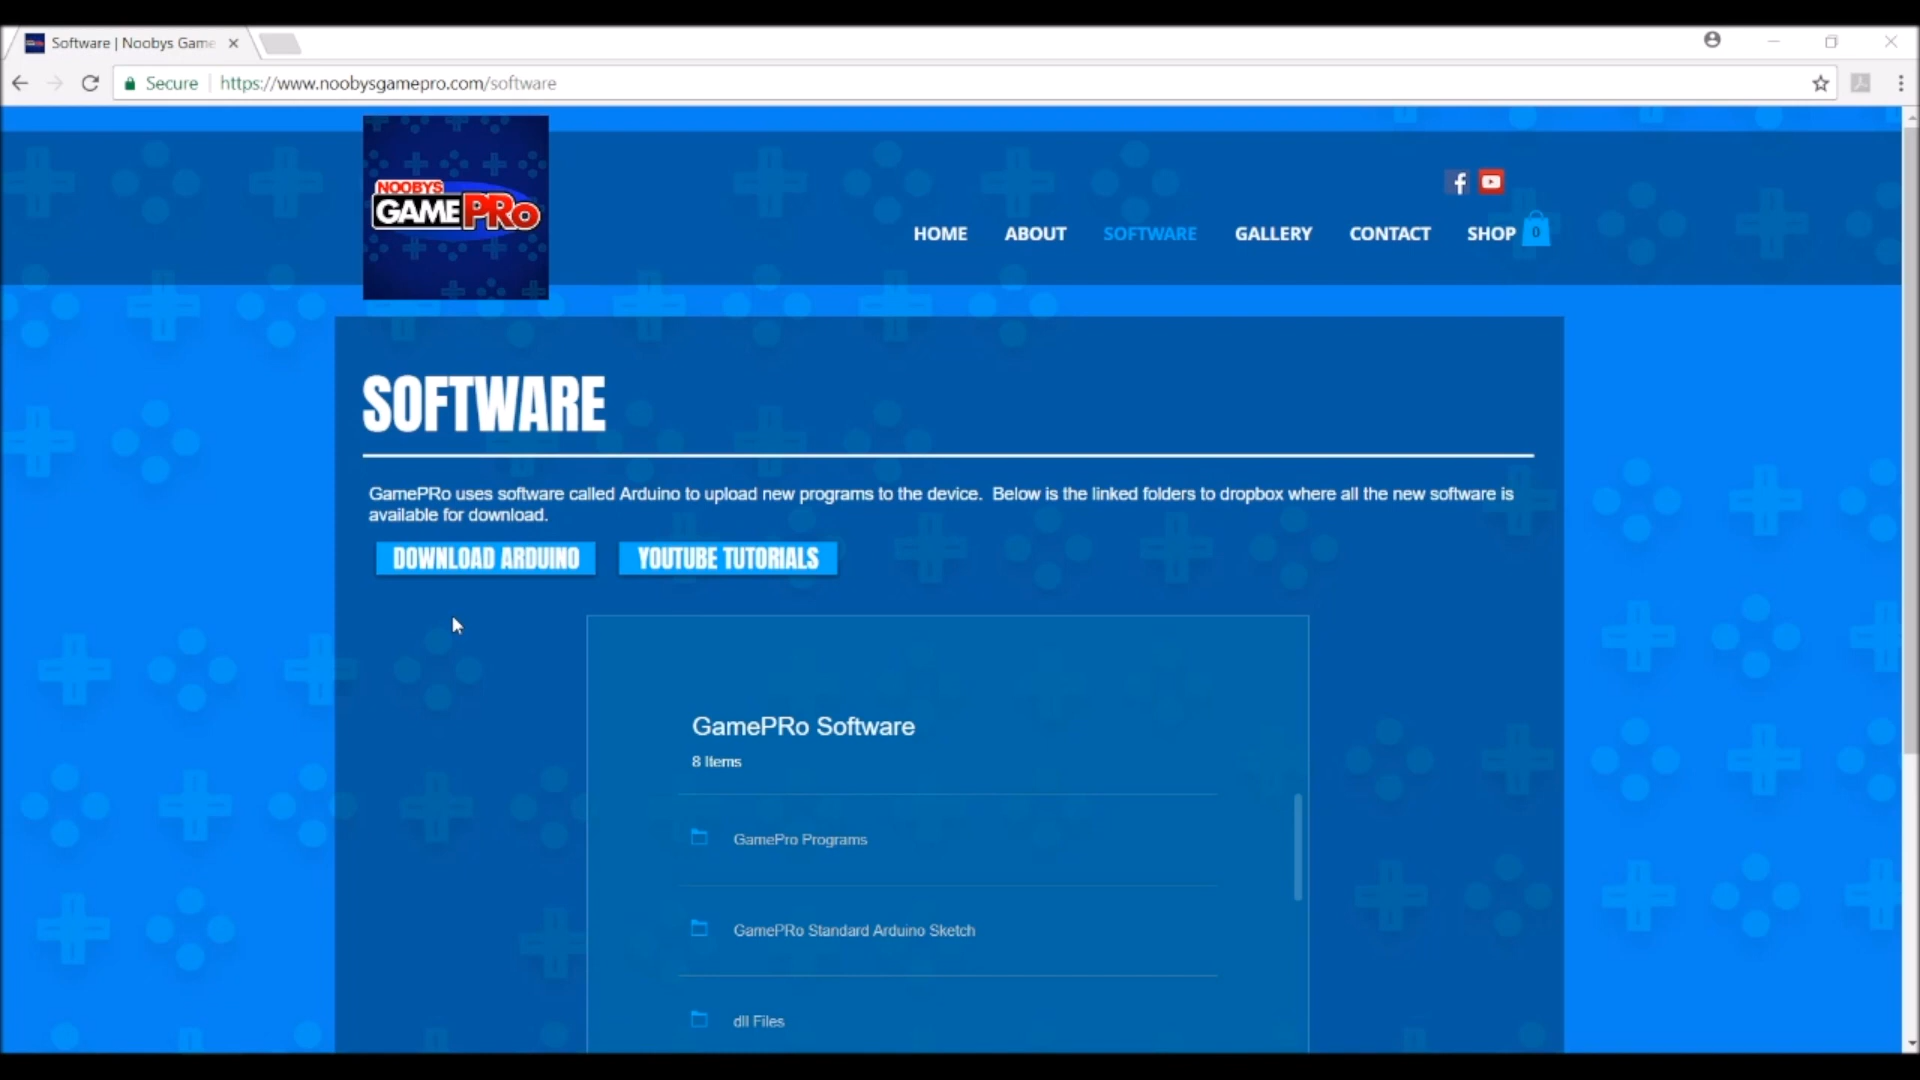 Software | Noobys Game
Secure
https://www.noobysgamepro.com/software
NOOBYS
GAMEPRo
HOME
ABOUT
SOFTWARE
GALLERY
CONTACT
SHOP
0
SOFTWARE
GamePRo uses software called Arduino to upload new programs to the device.  Below is the linked folders to dropbox where all the new software is
available for download.
DOWNLOAD ARDUINO
YOUTUBE TUTORIALS
GamePRo Software
8 Items
GamePro Programs
GamePRo Standard Arduino Sketch
dll Files